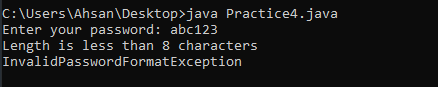 C:\Users\Ahsan\Desktop>java Practice4.java
Enter your password: abc123
Length is less than 8 characters
InvalidPasswordFormatException